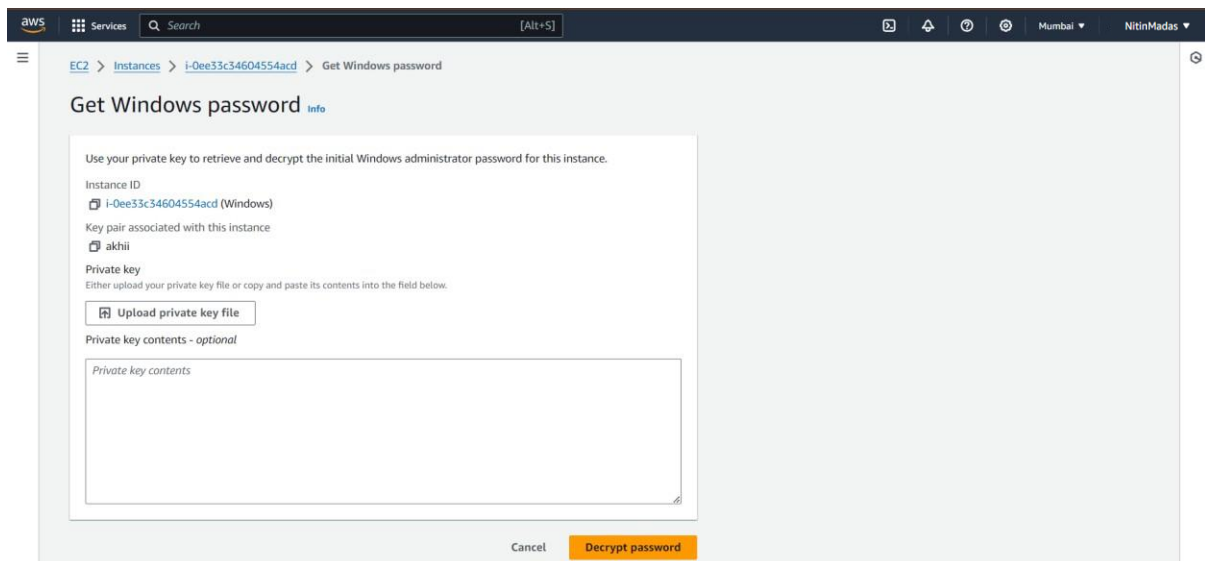 aws Services Search [Alt+S] Mumbai NitinMadas
EC2 > Instances > i-0ee33c34604554acd > Get Windows password
Get Windows password Info
Use your private key to retrieve and decrypt the initial Windows administrator password for this instance.
Instance ID
i-0ee33c34604554acd (Windows)
Key pair associated with this instance
akhii
Private key
Either upload your private key file or copy and paste its contents into the field below.
Upload private key file
Private key contents - optional
Private key contents
Cancel Decrypt password